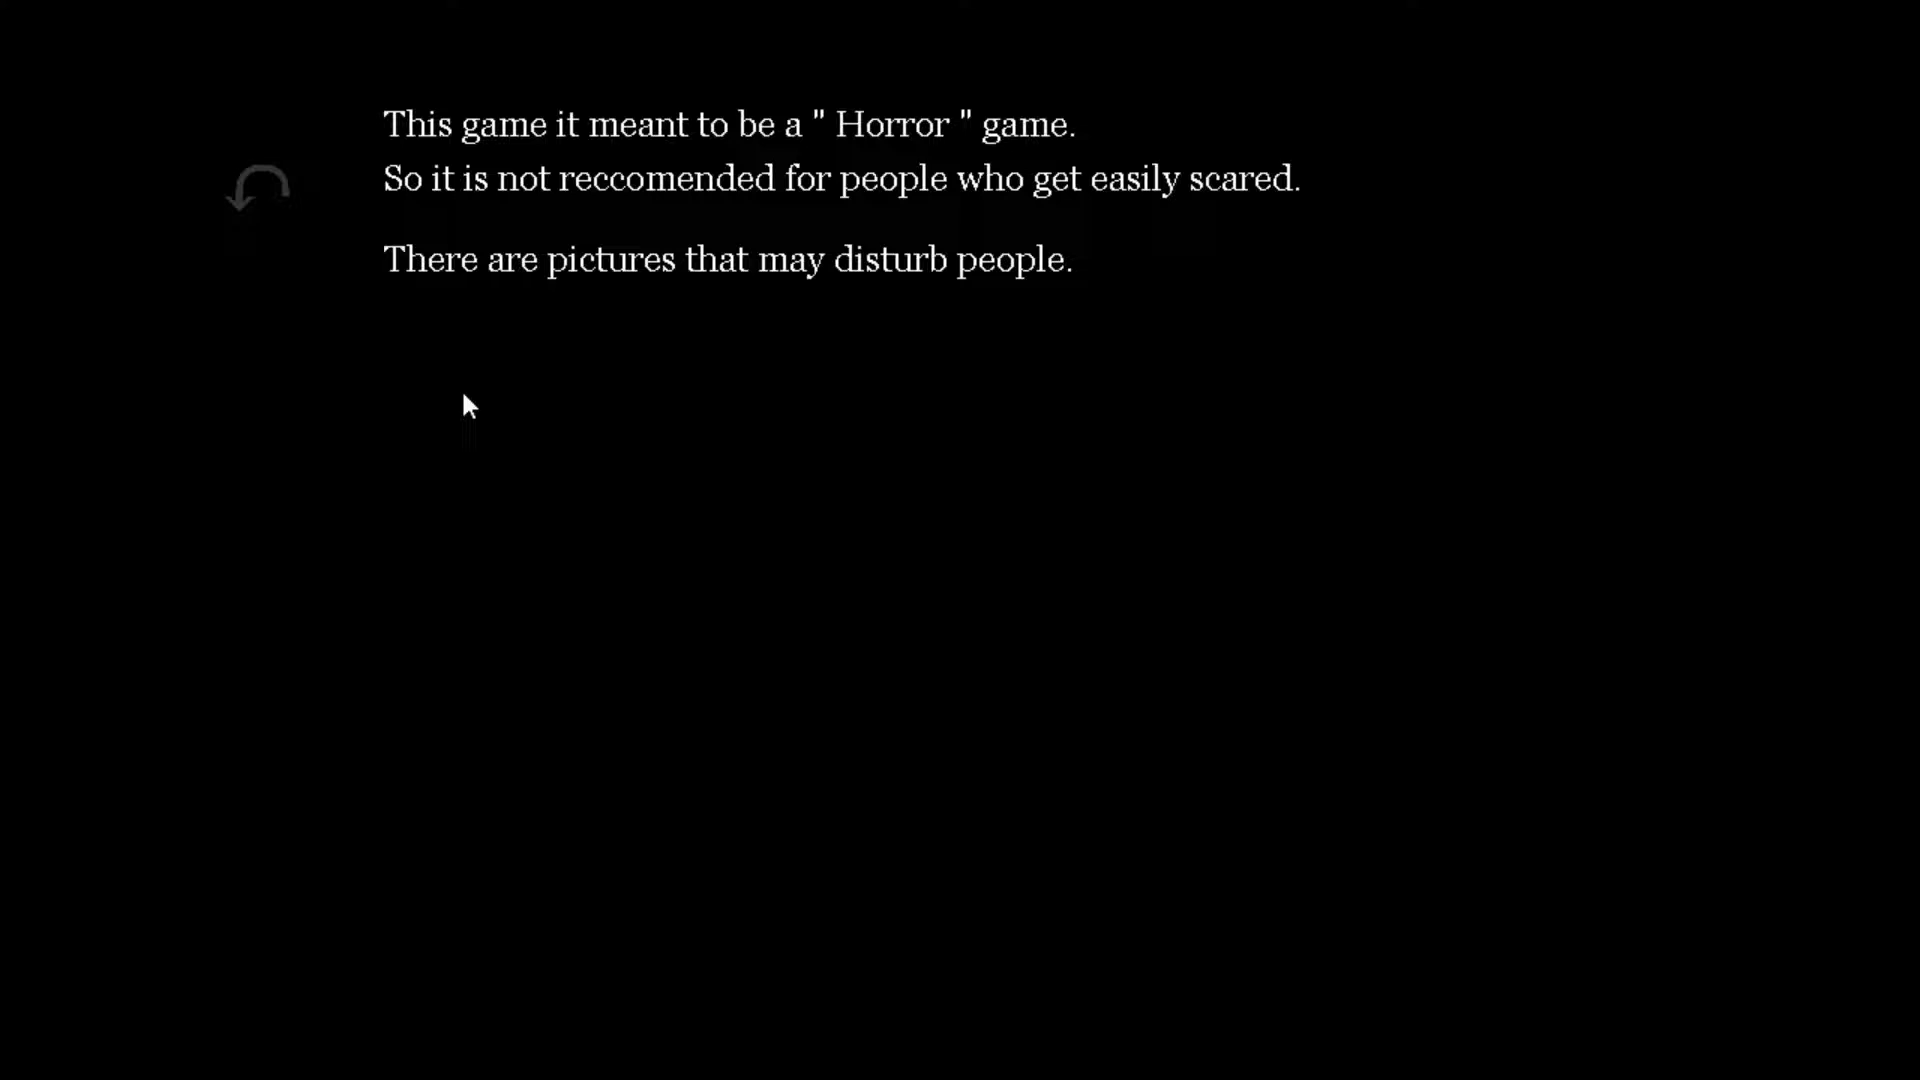 This game it meant to be a " Horror " game.
So it is not reccomended for people who get easily scared.
There are pictures that may disturb people.